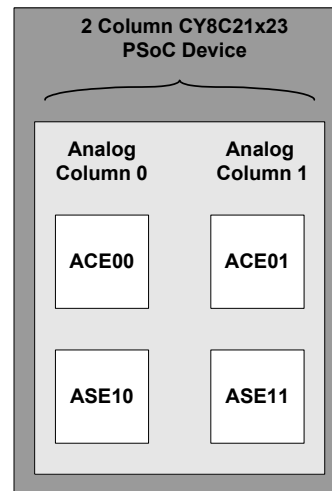 2 Column CY8C21x23
PSoC Device
Analog
Column 0
Analog
Column 1
ACE00
ACE01
ASE10
ASE11